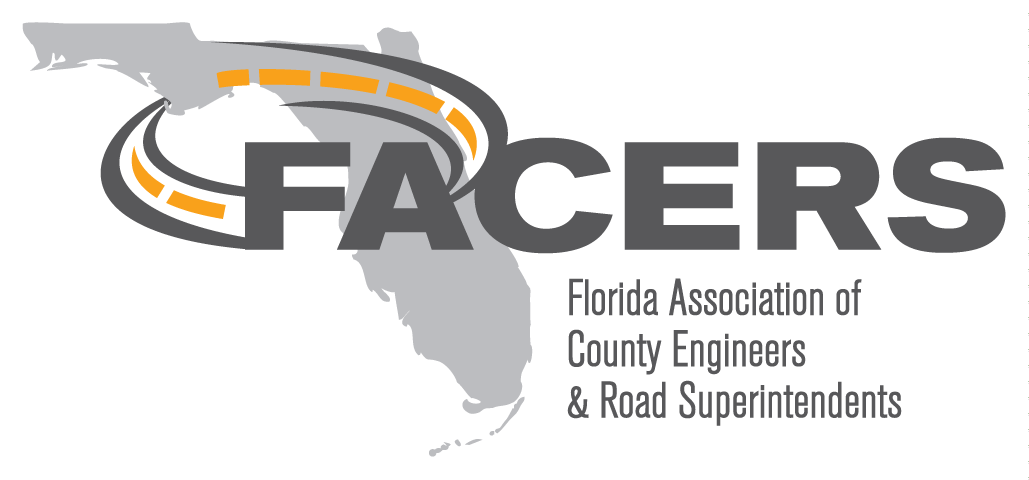 FACERS
Florida Association of
County Engineers
& Road Superintendents